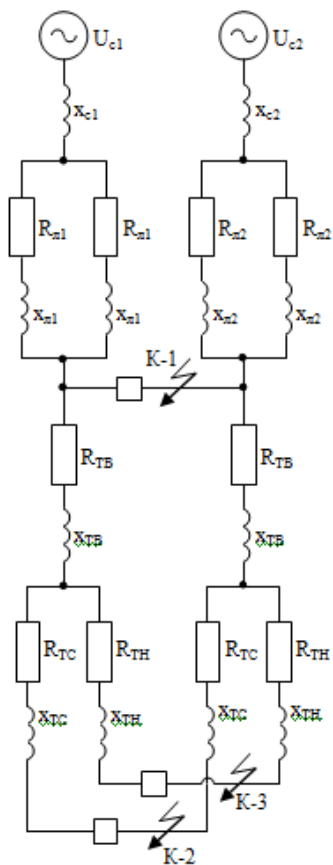 Uс1 Uс2
xс1 xс2
Rл1 Rл1 Rл2 Rл2
xл1 xл1 xл2 xл2
К-1
RТВ RТВ
xТВ xТВ
RТС RТН RТС RТН
xТС xТН xТС xТН
К-3
К-2